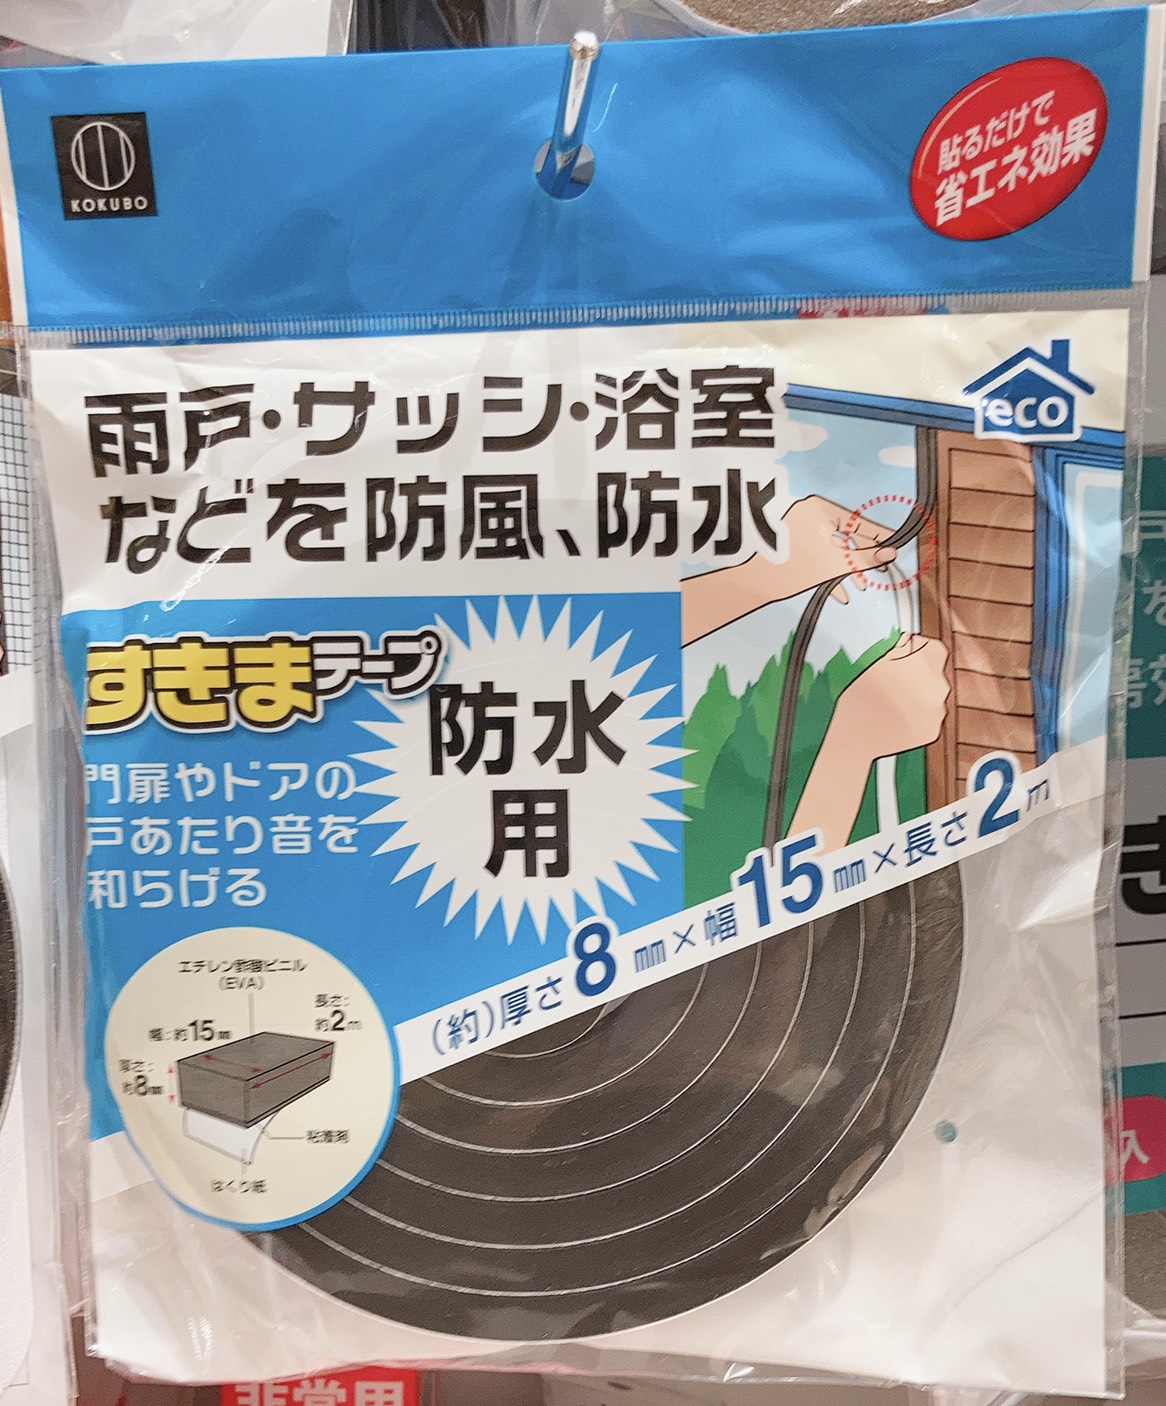 KOKUBO
貼るだけで
省エネ効果
eco
雨戸・サッシ・浴室
などを防風、防水
すきまテープ
防水
用
門扉やドアの
戸あたり音を
和らげる
(約)厚さ8mm×幅15mm×長さ2m
エチレン酢酸ビニル
(EVA)
長さ:
約2m
幅:約15mm
厚さ:
約8mm
粘着剤
はくり紙
非常用